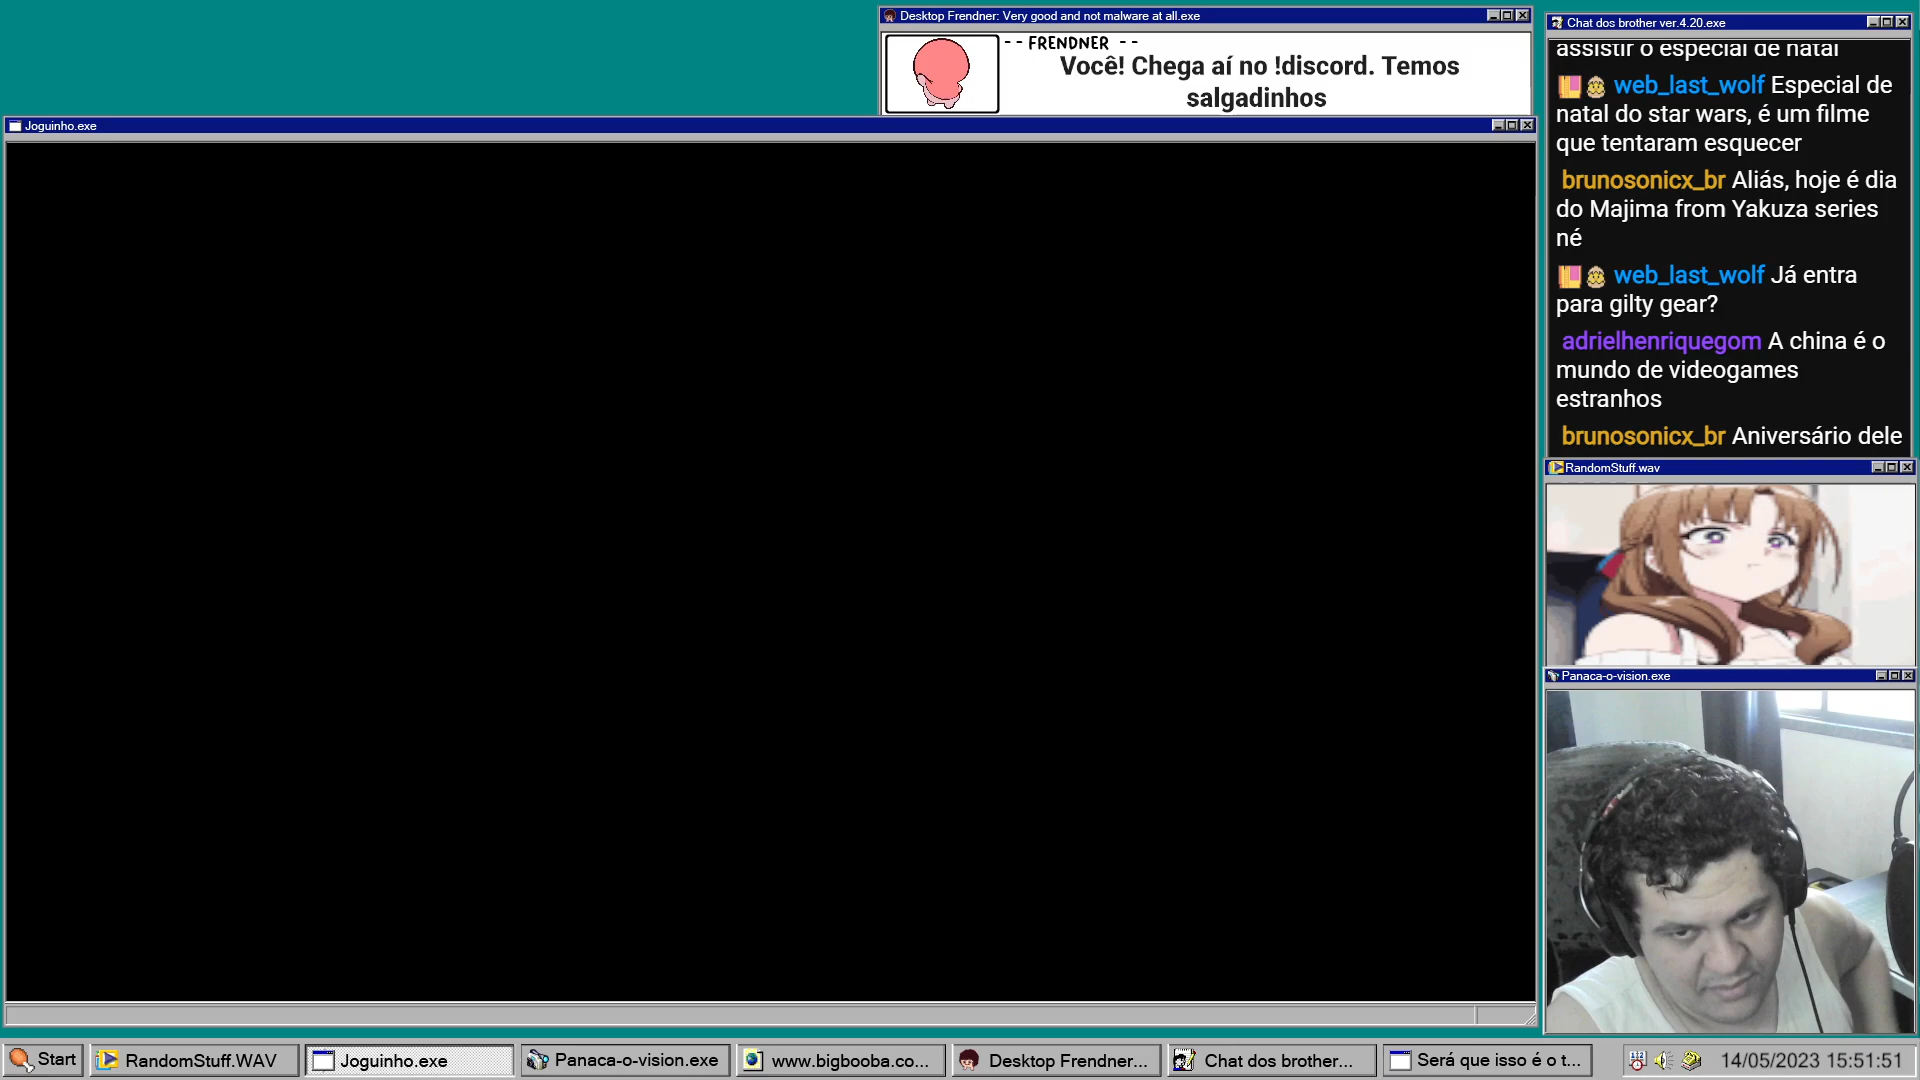 Desktop Frendner: Very good and not malware at all.exe
-- FRENDNER --
Você! Chega aí no !discord. Temos
salgadinhos
Joguinho.exe
Chat dos brother ver.4.20.exe
assistir o especial de natal
web_last_wolf Especial de
natal do star wars, é um filme
que tentaram esquecer
brunosonicx_br Aliás, hoje é dia
do Majima from Yakuza series
né
web_last_wolf Já entra
para gilty gear?
adrielhenriquegom A china é o
mundo de videogames
estranhos
brunosonicx_br Aniversário dele
RandomStuff.wav
Panaca-o-vision.exe
Start
RandomStuff.WAV
Joguinho.exe
Panaca-o-vision.exe
www.bigbooba.co...
Desktop Frendner...
Chat dos brother...
Será que isso é o t...
14/05/2023 15:51:51